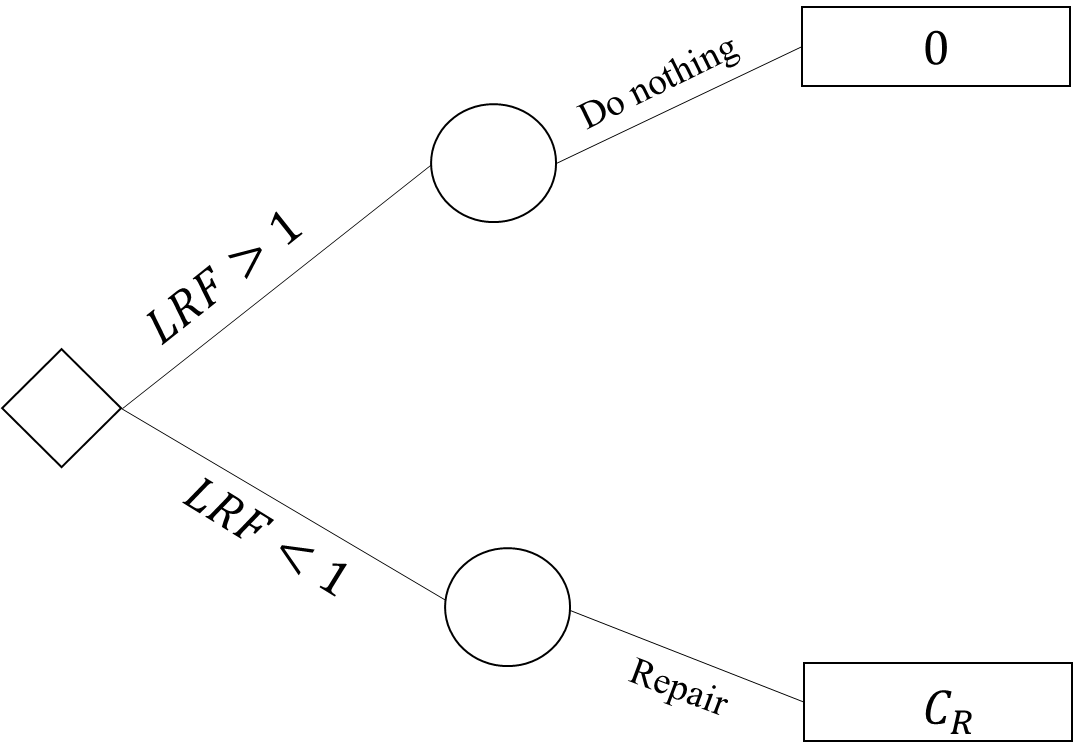 Do nothing
0
LRF > 1
LRF < 1
Repair
C_R